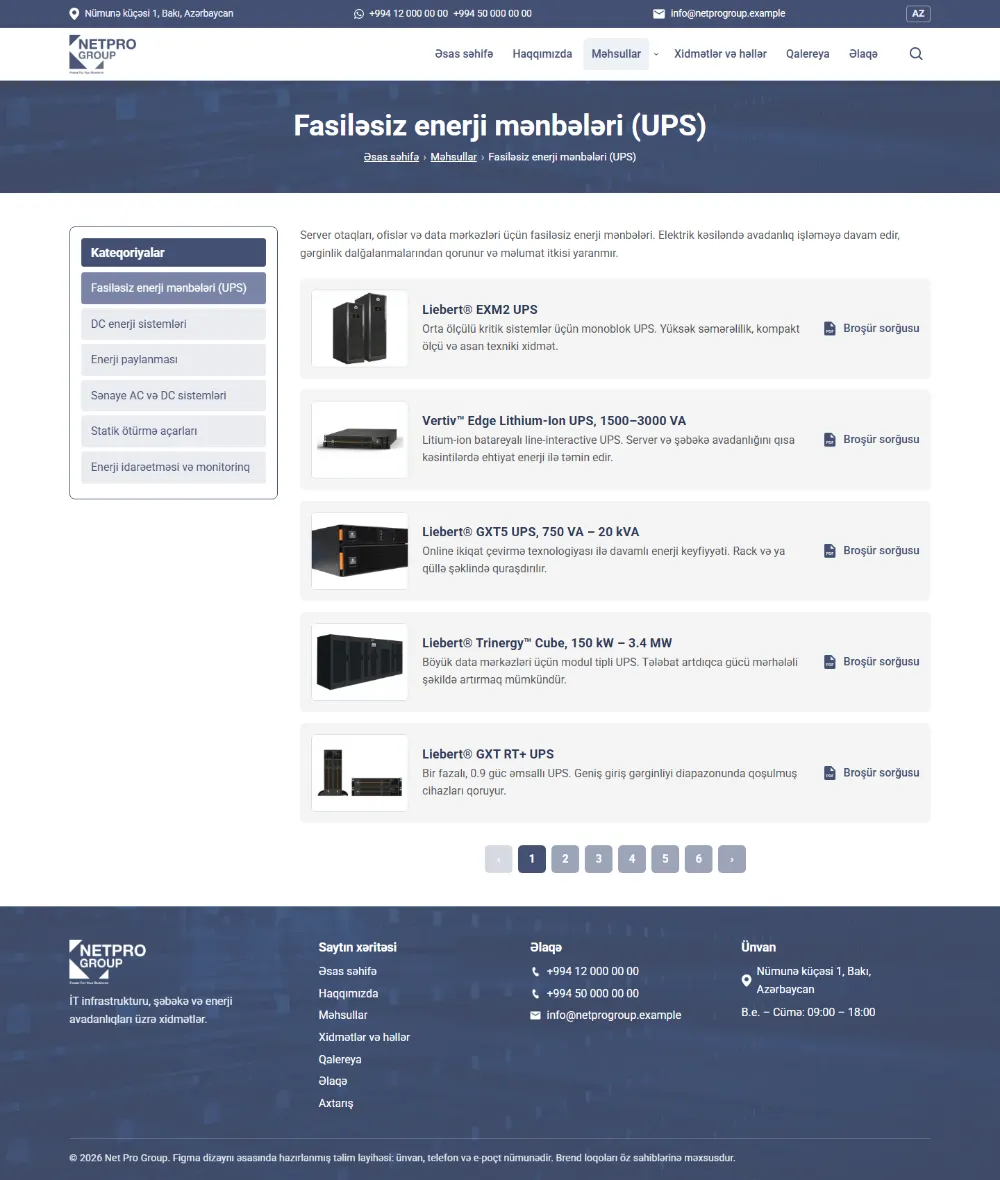 Nümunə küçəsi 1, Bakı, Azərbaycan
+994 12 000 00 00 +994 50 000 00 00
info@netprogroup.example
AZ
NETPRO
GROUP
Əsas səhifə
Haqqımızda
Məhsullar
Xidmətlər və həllər
Qalereya
Əlaqə
Fasiləsiz enerji mənbələri (UPS)
Əsas səhifə › Məhsullar › Fasiləsiz enerji mənbələri (UPS)
Kateqoriyalar
Fasiləsiz enerji mənbələri (UPS)
DC enerji sistemləri
Enerji paylanması
Sənaye AC və DC sistemləri
Statik ötürmə açarları
Enerji idarəetməsi və monitorinq
Server otaqları, ofislər və data mərkəzləri üçün fasiləsiz enerji mənbələri. Elektrik kəsiləndə avadanlıq işləməyə davam edir,
gərginlik dalğalanmalarından qorunur və məlumat itkisi yaranmır.
Liebert® EXM2 UPS
Orta ölçülü kritik sistemlər üçün monoblok UPS. Yüksək səmərəlilik, kompakt
ölçü və asan texniki xidmət.
Broşür sorğusu
Vertiv™ Edge Lithium-Ion UPS, 1500–3000 VA
Litium-ion batareyalı line-interactive UPS. Server və şəbəkə avadanlığını qısa
kəsintilərdə ehtiyat enerji ilə təmin edir.
Broşür sorğusu
Liebert® GXT5 UPS, 750 VA – 20 kVA
Online ikiqat çevirmə texnologiyası ilə davamlı enerji keyfiyyəti. Rack və ya
qüllə şəklində quraşdırılır.
Broşür sorğusu
Liebert® Trinergy™ Cube, 150 kW – 3.4 MW
Böyük data mərkəzləri üçün modul tipli UPS. Tələbat artdıqca gücü mərhələli
şəkildə artırmaq mümkündür.
Broşür sorğusu
Liebert® GXT RT+ UPS
Bir fazalı, 0.9 güc əmsallı UPS. Geniş giriş gərginliyi diapazonunda qoşulmuş
cihazları qoruyur.
Broşür sorğusu
‹ 1 2 3 4 5 6 ›
NETPRO
GROUP
İT infrastrukturu, şəbəkə və enerji
avadanlıqları üzrə xidmətlər.
Saytın xəritəsi
Əsas səhifə
Haqqımızda
Məhsullar
Xidmətlər və həllər
Qalereya
Əlaqə
Axtarış
Əlaqə
+994 12 000 00 00
+994 50 000 00 00
info@netprogroup.example
Ünvan
Nümunə küçəsi 1, Bakı,
Azərbaycan
B.e. – Cümə: 09:00 – 18:00
© 2026 Net Pro Group. Figma dizaynı əsasında hazırlanmış təlim layihəsi: ünvan, telefon və e-poçt nümunədir. Brend loqoları öz sahiblərinə məxsusdur.